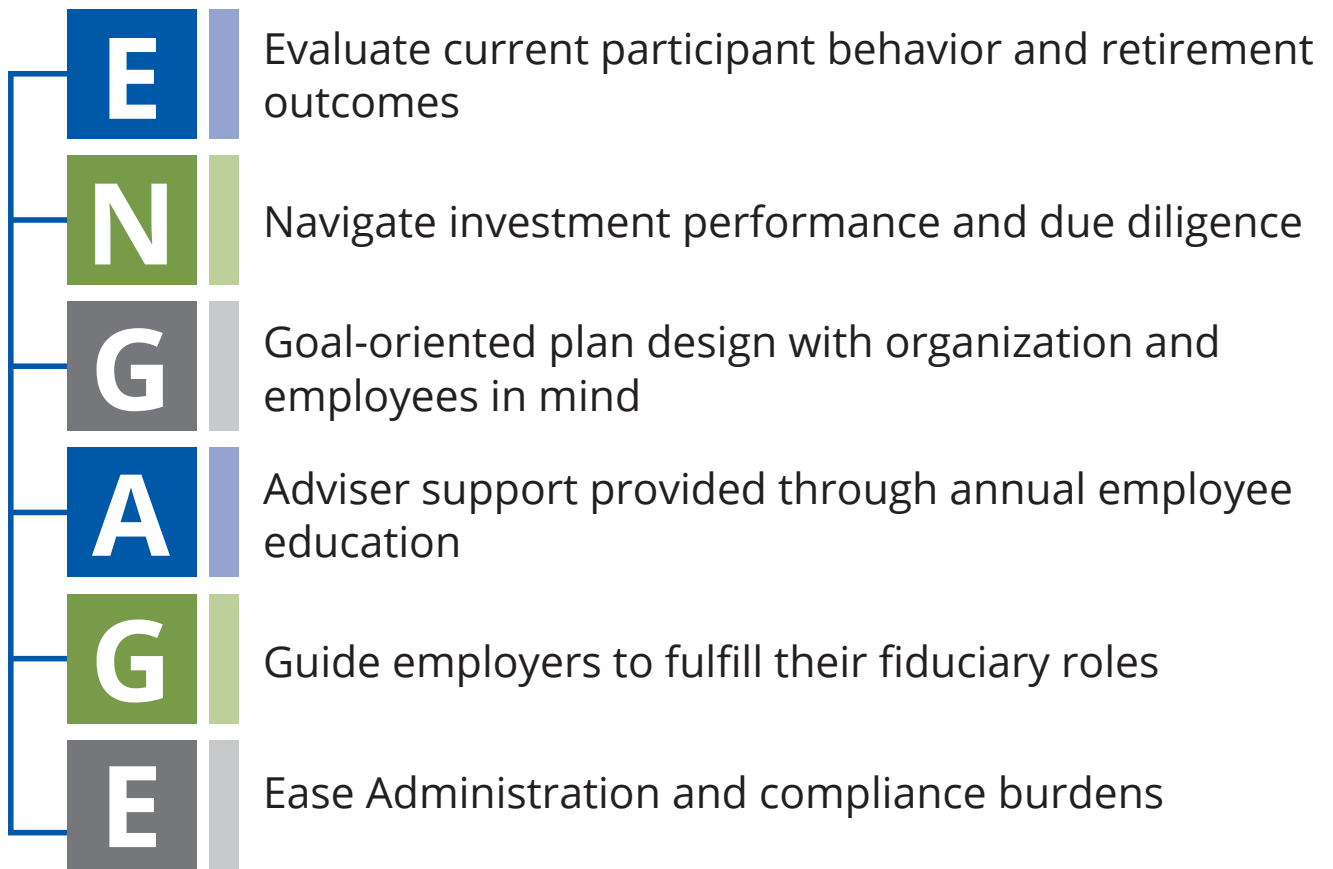 E
Evaluate current participant behavior and retirement
outcomes
N
Navigate investment performance and due diligence
G
Goal-oriented plan design with organization and
employees in mind
A
Adviser support provided through annual employee
education
G
Guide employers to fulfill their fiduciary roles
E
Ease Administration and compliance burdens